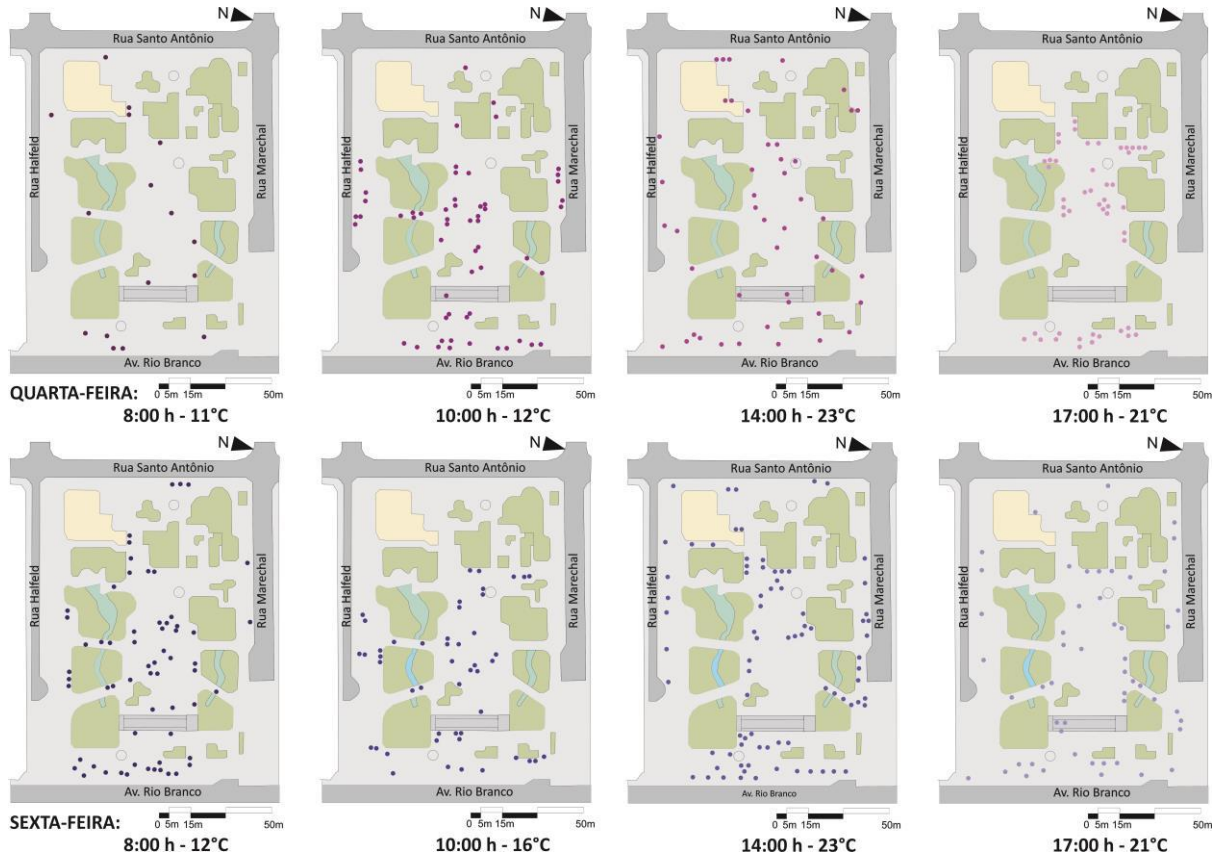 N
Rua Santo Antônio
Rua Halfeld
Rua Marechal
Av. Rio Branco
0 5m 15m 50m
N
Rua Santo Antônio
Rua Halfeld
Rua Marechal
Av. Rio Branco
0 5m 15m 50m
N
Rua Santo Antônio
Rua Halfeld
Rua Marechal
Av. Rio Branco
0 5m 15m 50m
N
Rua Santo Antônio
Rua Halfeld
Rua Marechal
Av. Rio Branco
0 5m 15m 50m
QUARTA-FEIRA:
8:00 h - 11°C
10:00 h - 12°C
14:00 h - 23°C
17:00 h - 21°C
N
Rua Santo Antônio
Rua Halfeld
Rua Marechal
Av. Rio Branco
0 5m 15m 50m
N
Rua Santo Antônio
Rua Halfeld
Rua Marechal
Av. Rio Branco
0 5m 15m 50m
N
Rua Santo Antônio
Rua Halfeld
Rua Marechal
Av. Rio Branco
0 5m 15m 50m
N
Rua Santo Antônio
Rua Halfeld
Rua Marechal
Av. Rio Branco
0 5m 15m 50m
SEXTA-FEIRA:
8:00 h - 12°C
10:00 h - 16°C
14:00 h - 23°C
17:00 h - 21°C